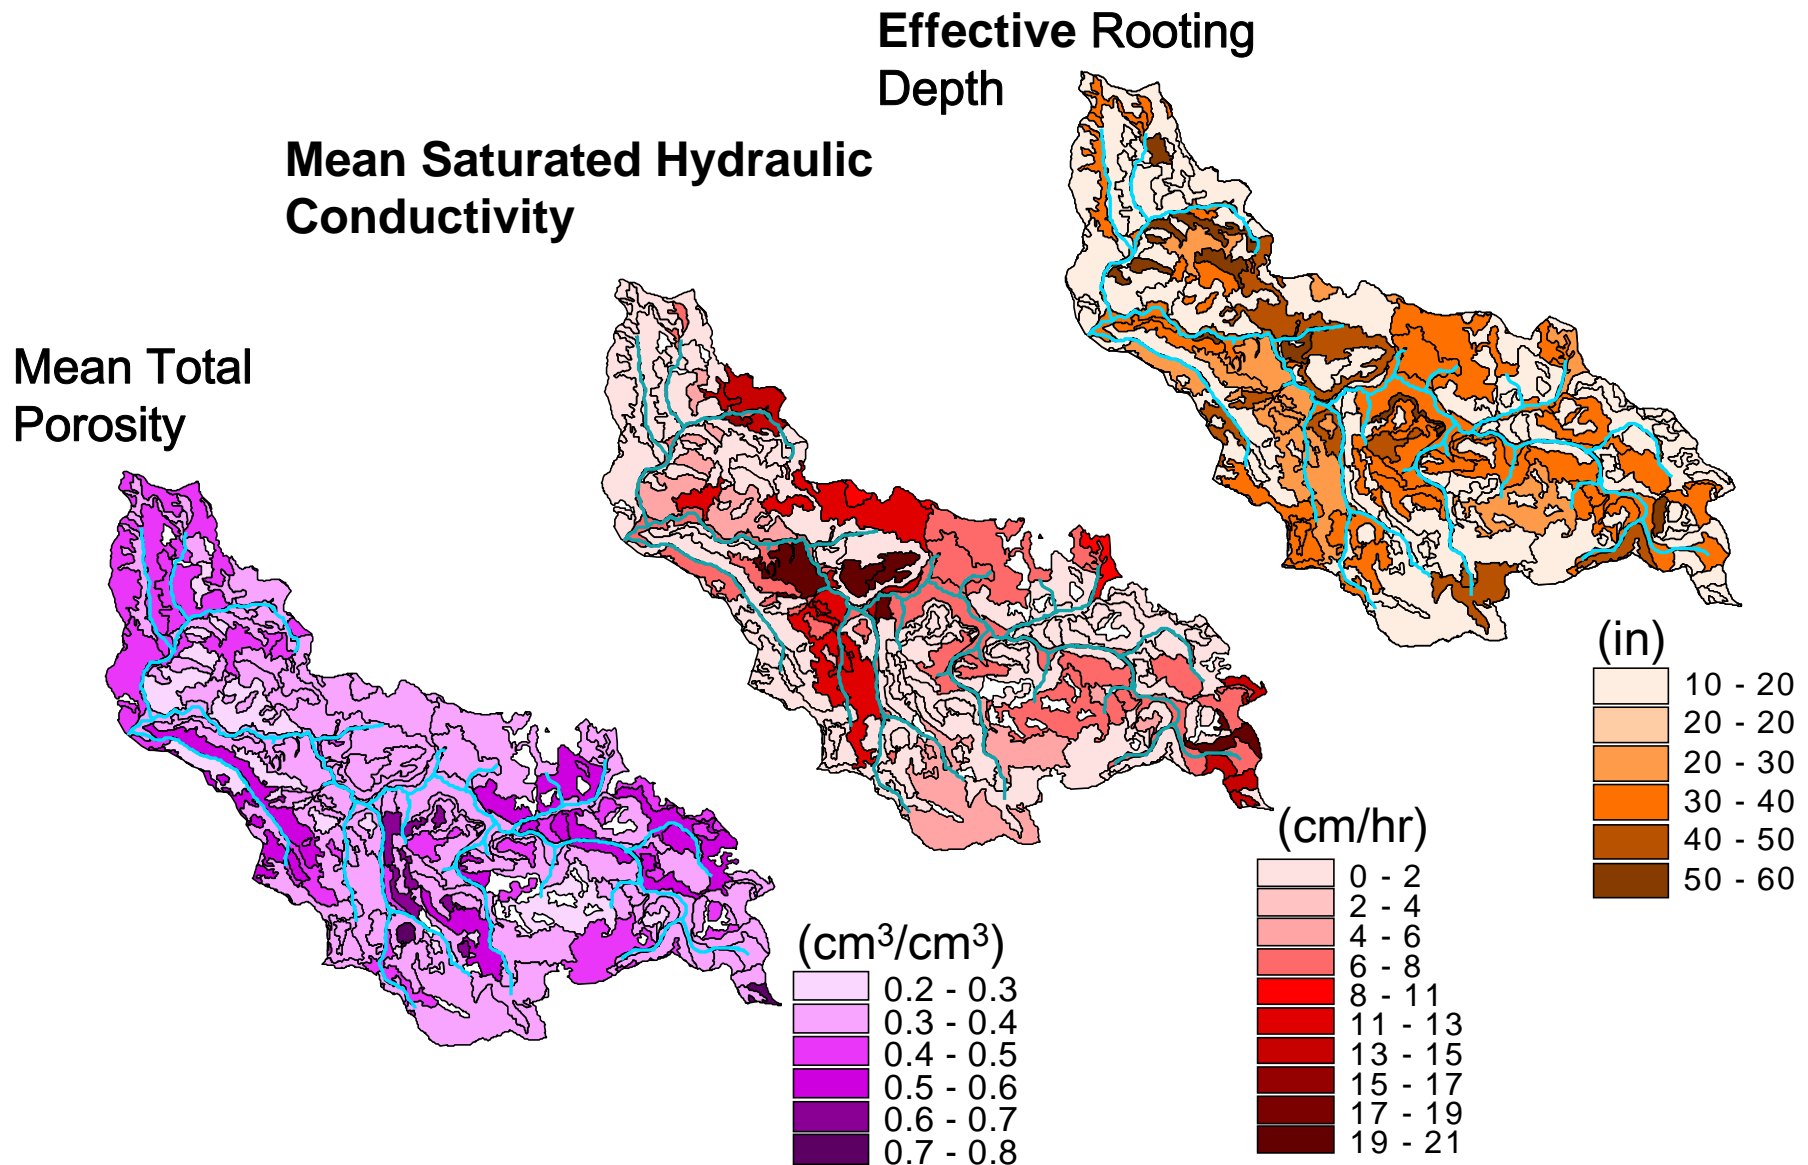 Effective Rooting
Depth
Mean Saturated Hydraulic
Conductivity
Mean Total
Porosity
(in)
10 - 20
20 - 20
20 - 30
30 - 40
40 - 50
50 - 60
(cm/hr)
0 - 2
2 - 4
4 - 6
6 - 8
8 - 11
11 - 13
13 - 15
15 - 17
17 - 19
19 - 21
(cm³/cm³)
0.2 - 0.3
0.3 - 0.4
0.4 - 0.5
0.5 - 0.6
0.6 - 0.7
0.7 - 0.8